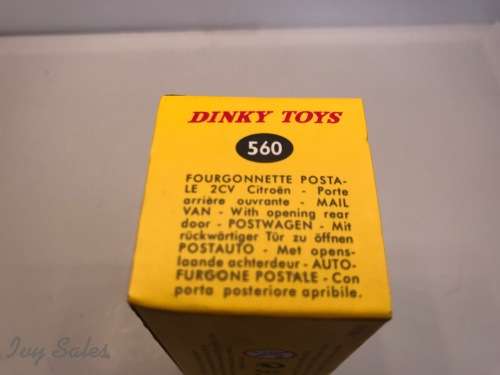 DINKY TOYS
560
FOURGONNETTE POSTA-
LE 2CV Citroën - Porte
arrière ouvrante - MAIL
VAN - With opening rear
door - POSTWAGEN - Mit
rückwärtiger Tür zu öffnen
POSTAUTO - Met opens-
laande achterdeur - AUTO-
FURGONE POSTALE - Con
porta posteriore apribile.
Ivy Sales